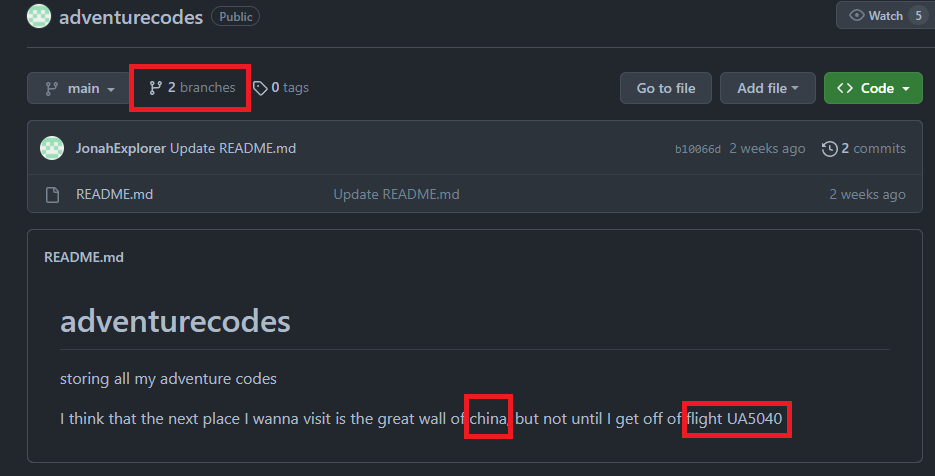 adventurecodes Public Watch 5
main 2 branches 0 tags Go to file Add file <> Code
JonahExplorer Update README.md b10066d 2 weeks ago 2 commits
README.md Update README.md 2 weeks ago
README.md
adventurecodes
storing all my adventure codes
I think that the next place I wanna visit is the great wall of china, but not until I get off of flight UA5040